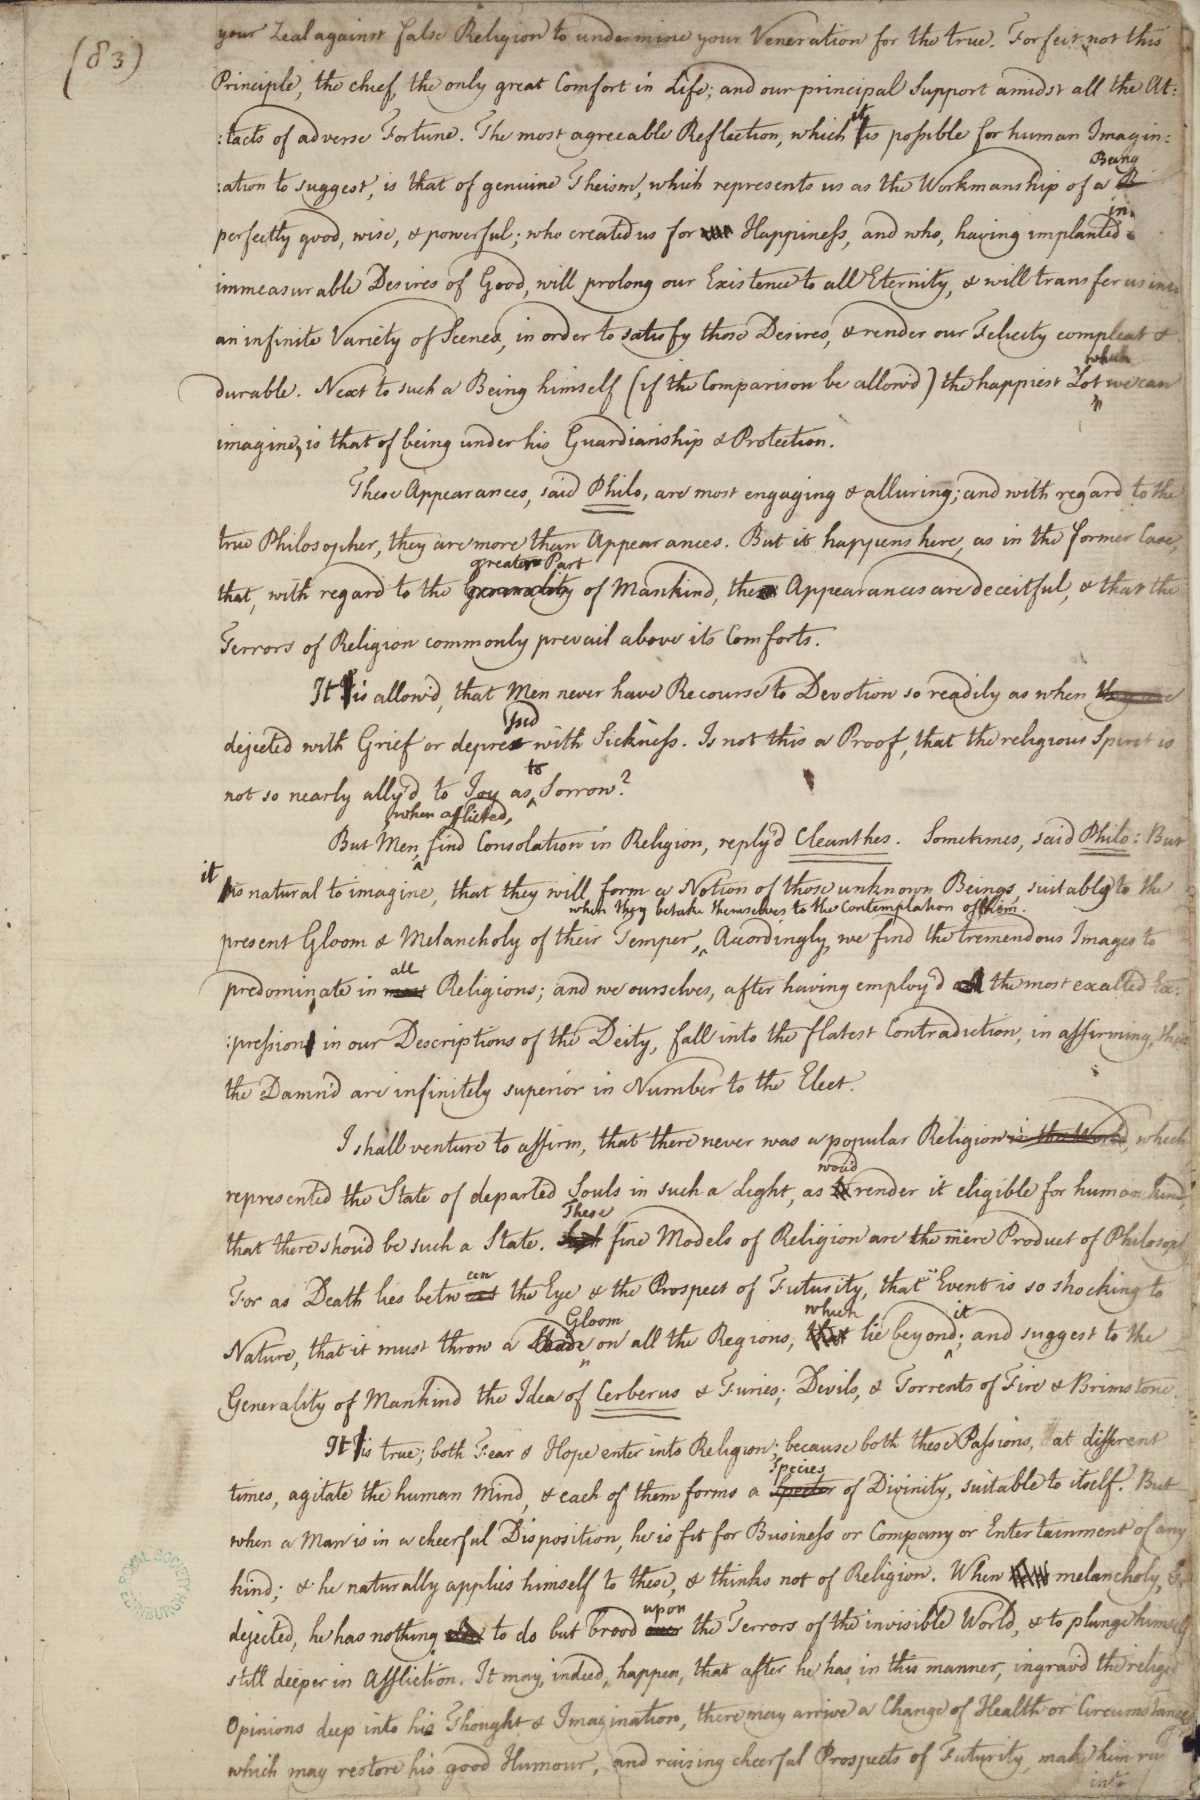 (83)
your Zeal against false Religion to undermine your Veneration for the true. Forfeit not this
Principle, the chief, the only great Comfort in Life; and our principal Support amidst all the At:
:tacks of adverse Fortune. The most agreeable Reflection, which it is possible for human Imagin:
:ation to suggest, is that of genuine Theism, which represents us as the Workmanship of a Being
perfectly good, wise, & powerful; who created us for Happiness, and who, having implanted in
immeasurable Desires of Good, will prolong our Existence to all Eternity, & will transfer us into
an infinite Variety of Scenes, in order to satisfy those Desires, & render our Felicity compleat &
durable. Next to such a Being himself (if the Comparison be allow'd) the happiest Lot which we can
imagine, is that of being under his Guardianship & Protection.
These Appearances, said Philo, are most engaging & alluring; and with regard to the
true Philosopher, they are more than Appearances. But it happens here, as in the former Case,
that, with regard to the greater Part of Mankind, the Appearances are deceitful, & that the
Terrors of Religion commonly prevail above its Comforts.
It is allow'd, that Men never have Recourse to Devotion so readily as when
dejected with Grief or deprest with Sickness. Is not this a Proof, that the religious Spirit is
not so nearly ally'd to Joy as to Sorrow?
But Men, when afflicted, find Consolation in Religion, reply'd Cleanthes. Sometimes, said Philo: But
it is natural to imagine, that they will form a Notion of those unknown Beings, suitably to the
present Gloom & Melancholy of their Temper, when they betake themselves to the Contemplation of them. Accordingly, we find the tremendous Images to
predominate in all Religions; and we ourselves, after having employ'd the most exalted Ex:
:pression in our Descriptions of the Deity, fall into the flatest Contradiction, in affirming, that
the Damn'd are infinitely superior in Number to the Elect.
I shall venture to affirm, that there never was a popular Religion which
represented the State of departed Souls in such a Light, as woud render it eligible for human kind,
that there shoud be such a State. These fine Models of Religion are the mere Product of Philosophy
For as Death lies between the Eye & the Prospect of Futurity, that Event is so shocking to
Nature, that it must throw a Gloom on all the Regions, which lie beyond it; and suggest to the
Generality of Mankind the Idea of Cerberus & Furies; Devils, & Torrents of Fire & Brimstone.
It is true; both Fear & Hope enter into Religion; because both these Passions, at different
times, agitate the human Mind, & each of them forms a Species of Divinity, suitable to itself. But
when a Man is in a cheerful Disposition, he is fit for Business or Company or Entertainment of any
kind; & he naturally applies himself to these, & thinks not of Religion. When melancholy, &
dejected, he has nothing to do but brood upon the Terrors of the invisible World, & to plunge himself
still deeper in Affliction. It may, indeed, happen, that after he has, in this manner, ingrav'd the religious
Opinions deep into his Thought & Imagination, there may arrive a Change of Health or Circumstances
which may restore his good Humour, and raising cheerful Prospects of Futurity, make him run
into
ROYAL SOCIETY EDINBURGH